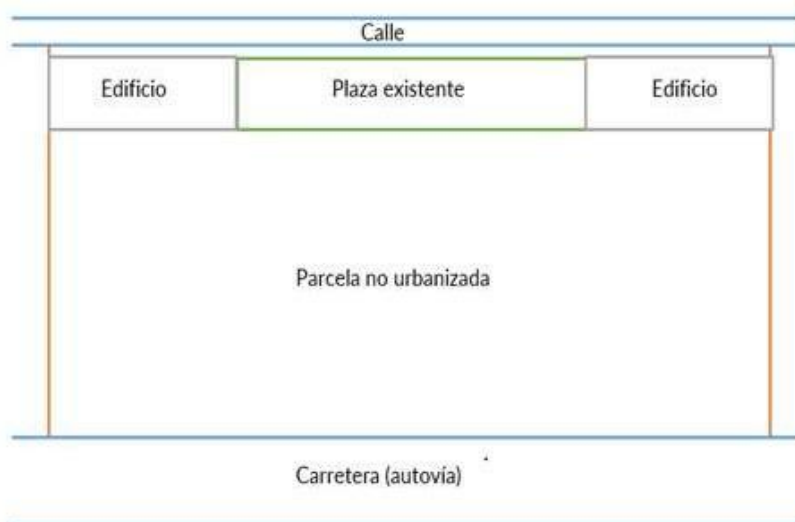 Calle
Edificio Plaza existente Edificio
Parcela no urbanizada
Carretera (autovía)